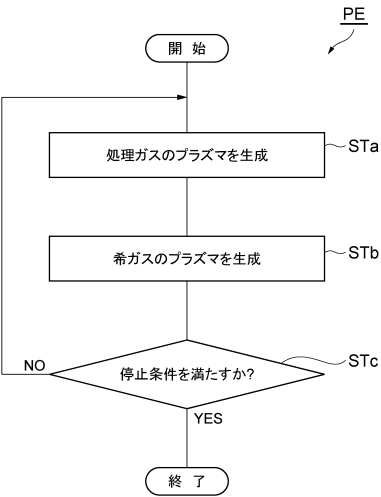 PE
開 始
処理ガスのプラズマを生成
STa
希ガスのプラズマを生成
STb
停止条件を満たすか?
STc
NO
YES
終 了